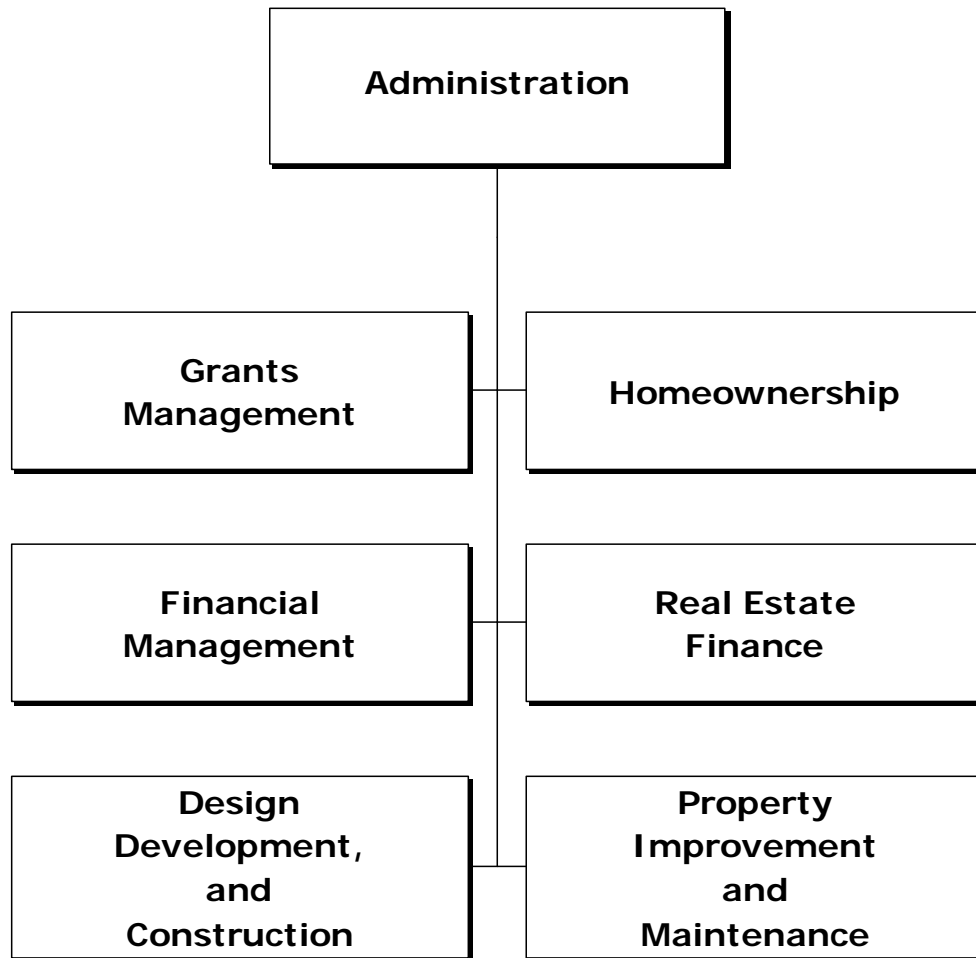 Administration
Grants
Management
Homeownership
Financial
Management
Real Estate
Finance
Design
Development,
and
Construction
Property
Improvement
and
Maintenance